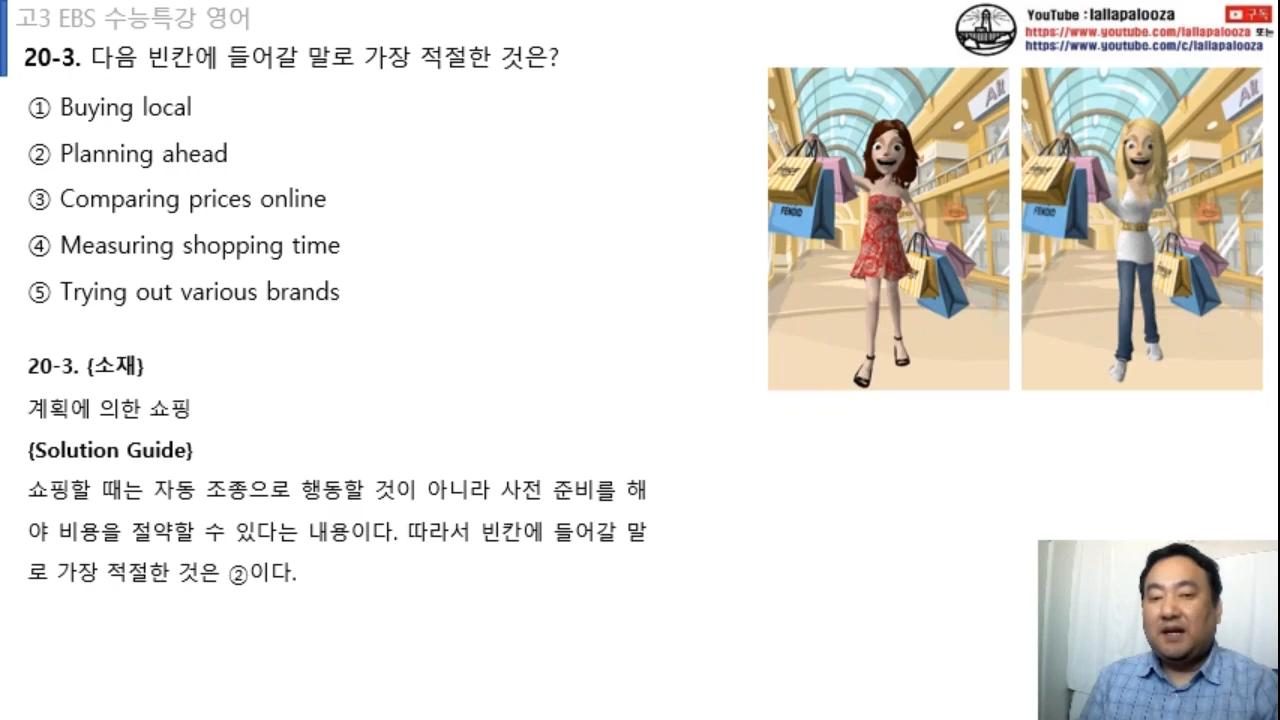 고3 EBS 수능특강 영어
YouTube : lallapalooza
구독
https://www.youtube.com/lallapalooza 또는
https://www.youtube.com/c/lallapalooza
20-3. 다음 빈칸에 들어갈 말로 가장 적절한 것은?
① Buying local
② Planning ahead
③ Comparing prices online
④ Measuring shopping time
⑤ Trying out various brands
20-3. {소재}
계획에 의한 쇼핑
{Solution Guide}
쇼핑할 때는 자동 조종으로 행동할 것이 아니라 사전 준비를 해
야 비용을 절약할 수 있다는 내용이다. 따라서 빈칸에 들어갈 말
로 가장 적절한 것은 ②이다.